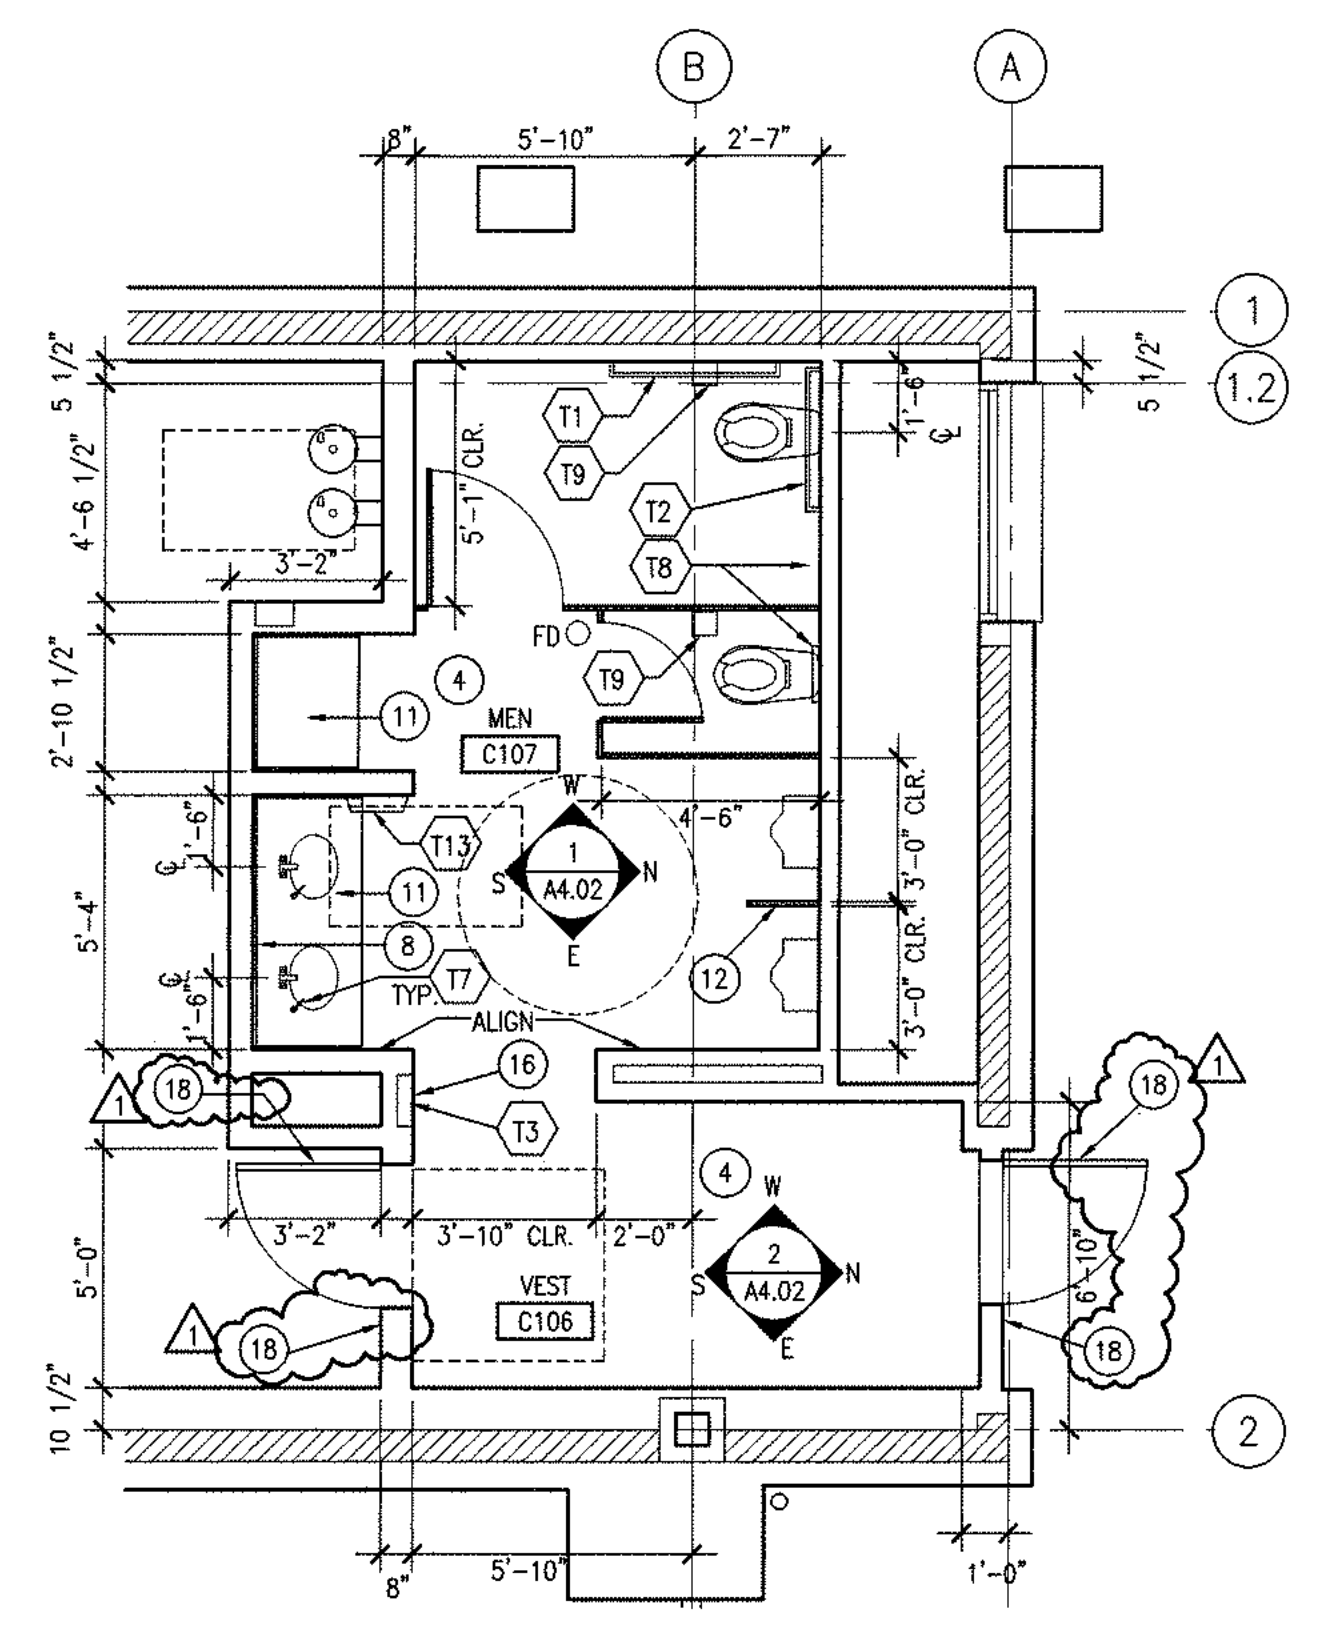 B
A
8"
5'-10"
2'-7"
1
5 1/2"
1'-6"
5 1/2"
1.2
T1
℄
5'-1" CLR.
4'-6 1/2"
T9
T2
3'-2"
T8
FD
T9
4
2'-10 1/2"
11
MEN
C107
W
4'-6"
3'-0" CLR.
1'-6"
T13
1
℄
S
N
A4.02
11
5'-4"
8
E
3'-0" CLR.
℄
T7
12
TYP.
1'-6"
ALIGN
16
1
18
18
1
T3
4
W
3'-2"
3'-10" CLR.
2'-0"
5'-0"
6'-10"
2
S
N
VEST
A4.02
C106
1
18
E
18
10 1/2"
2
5'-10"
1'-0"
8"